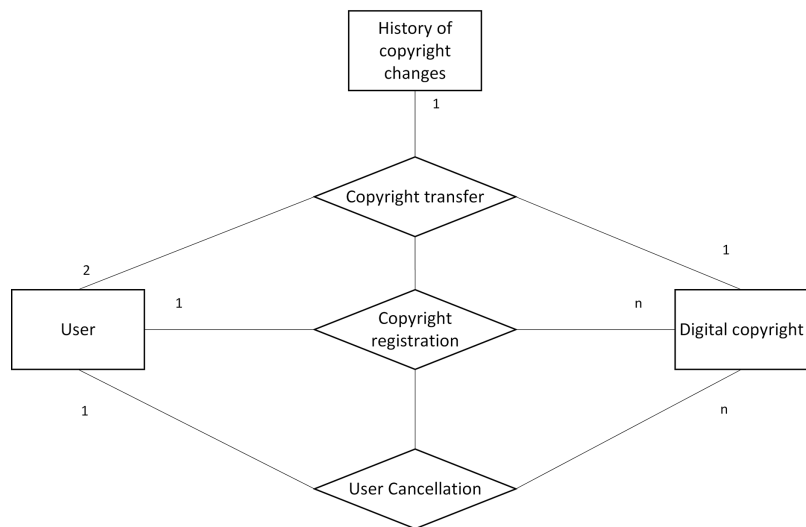 History of
copyright
changes
1
Copyright transfer
2
1
User
1
Copyright
registration
n
Digital copyright
1
n
User Cancellation